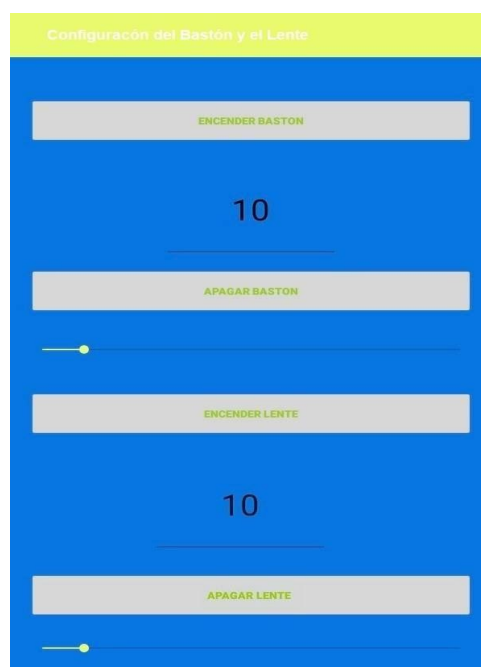 Configuracón del Bastón y el Lente
ENCENDER BASTON
10
APAGAR BASTON
ENCENDER LENTE
10
APAGAR LENTE